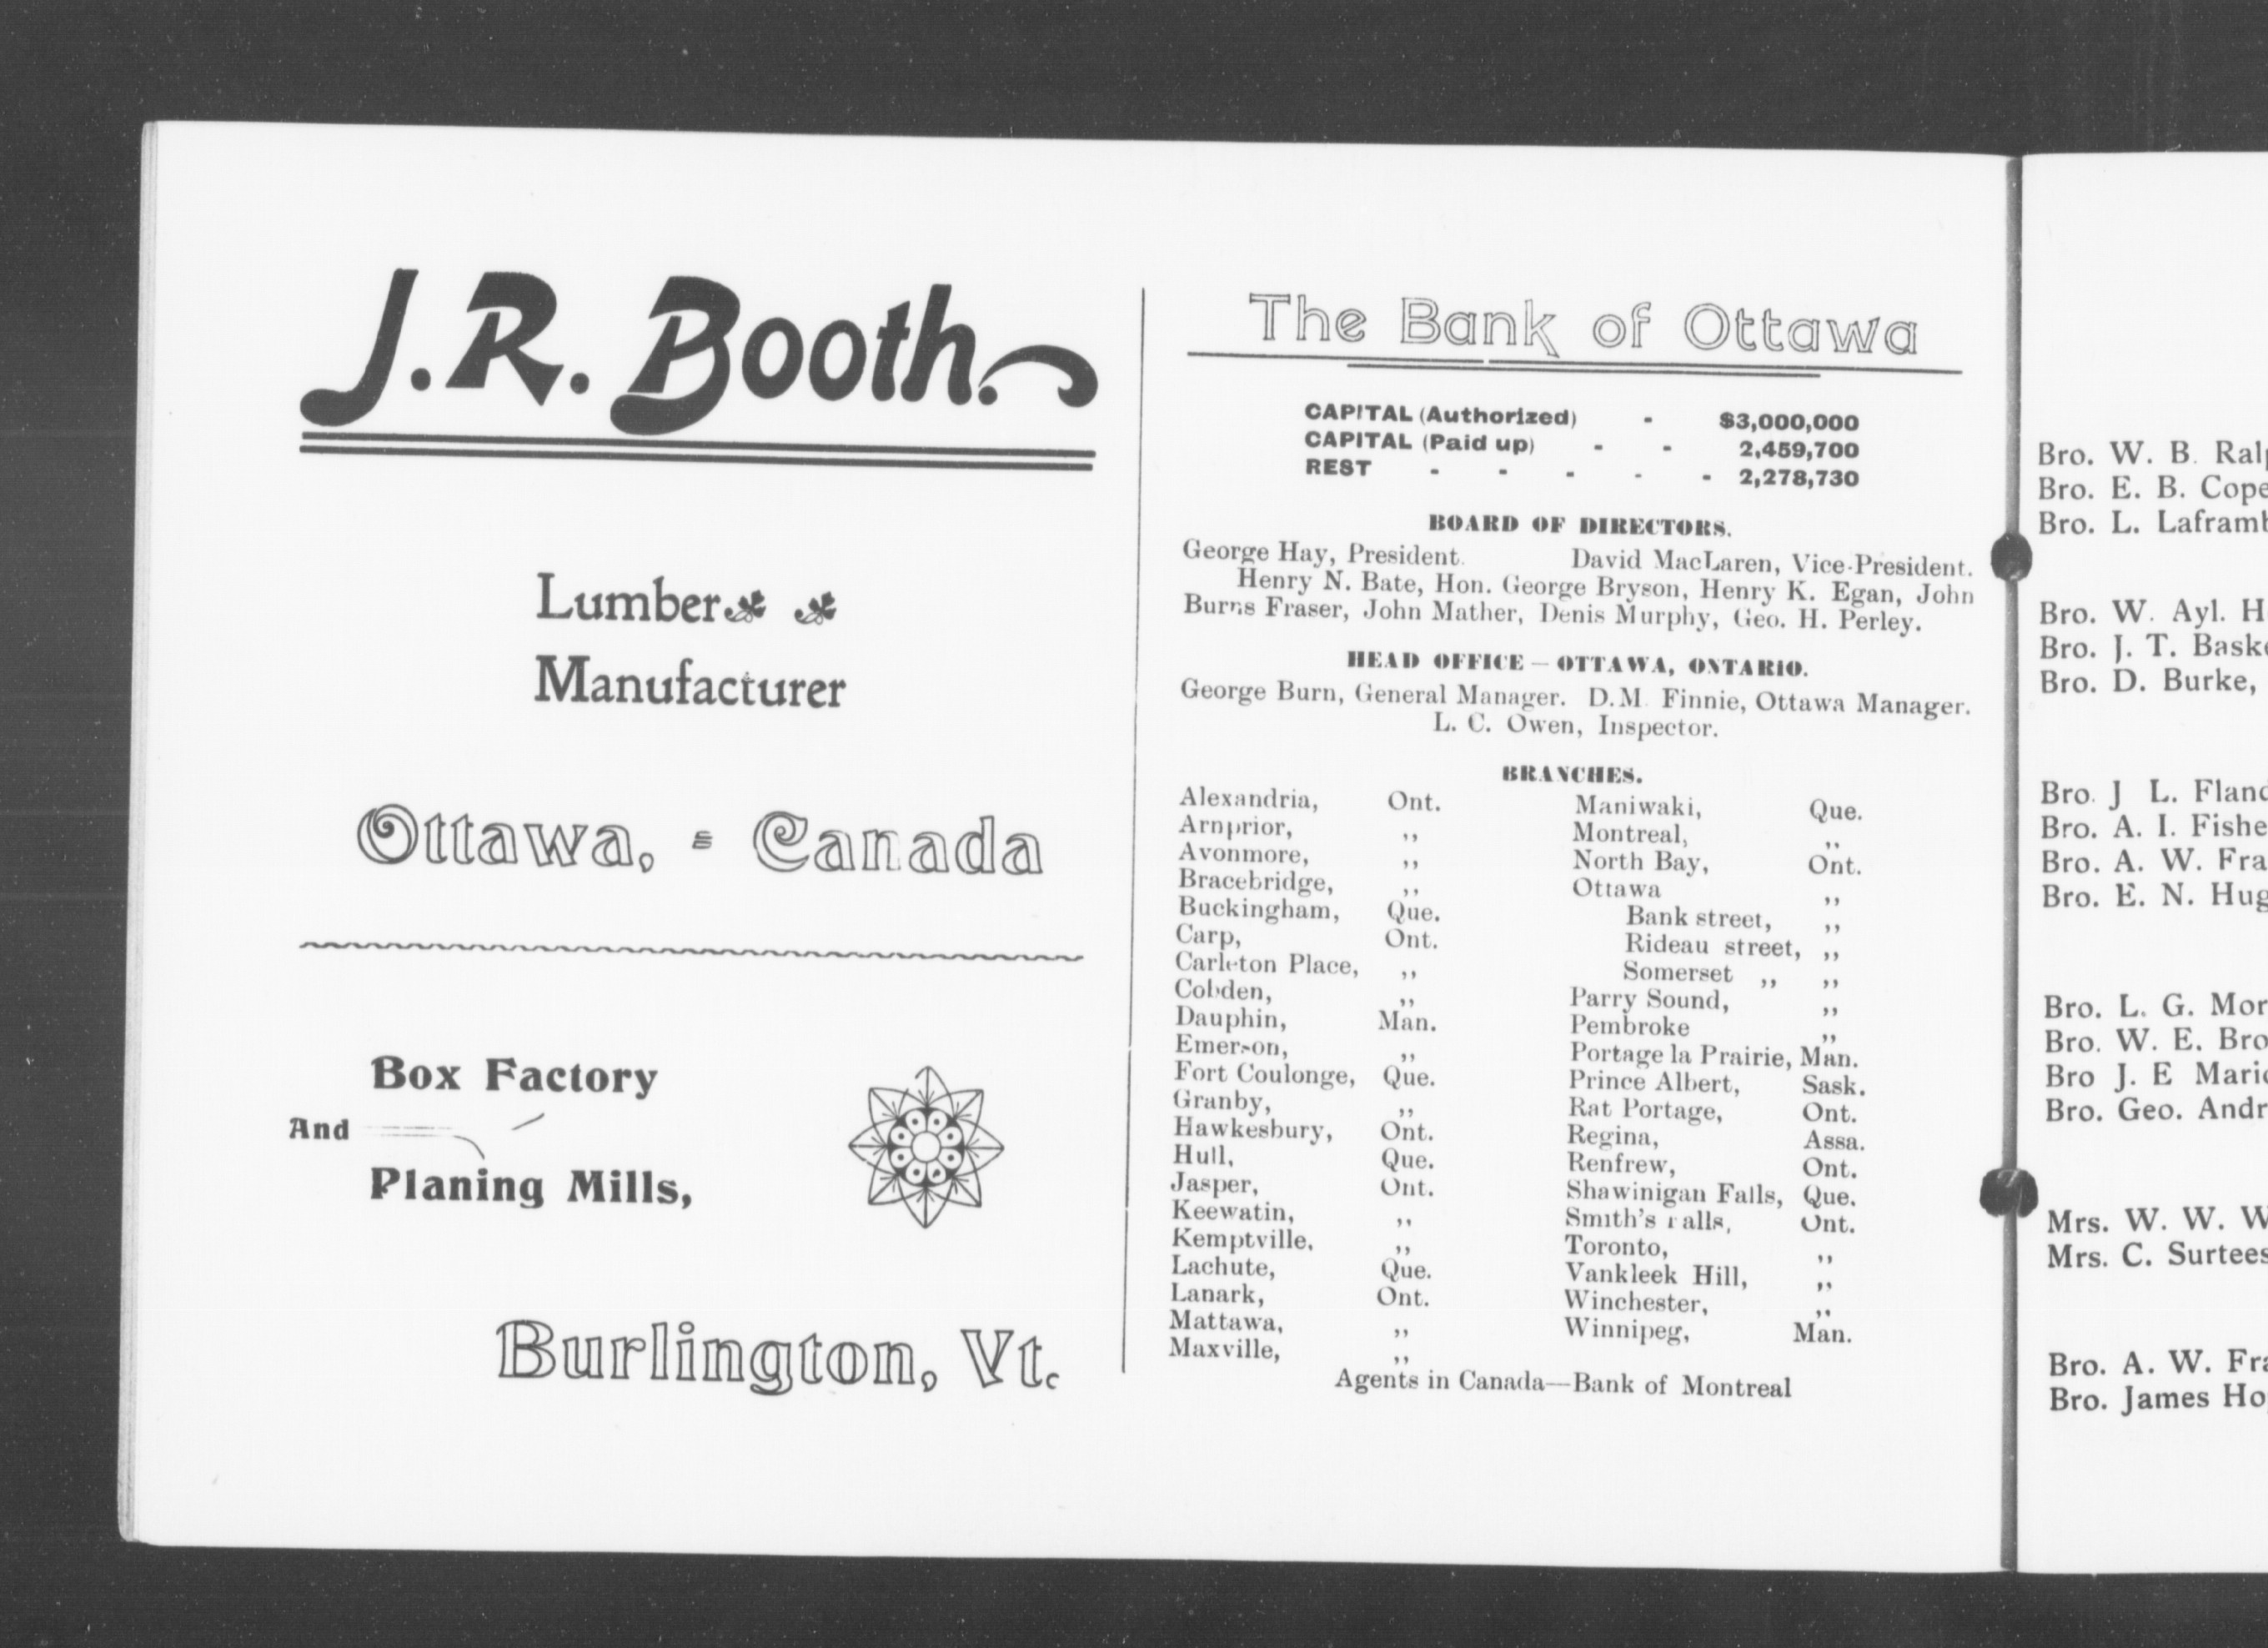 J. R. Booth.
Lumber
Manufacturer
Ottawa, - Canada
Box Factory
And
Planing Mills,
Burlington, Vt.
The Bank of Ottawa
CAPITAL (Authorized) - $3,000,000
CAPITAL (Paid up) - - 2,459,700
REST - - - - - 2,278,730
BOARD OF DIRECTORS.
George Hay, President. David MacLaren, Vice-President.
Henry N. Bate, Hon. George Bryson, Henry K. Egan, John
Burns Fraser, John Mather, Denis Murphy, Geo. H. Perley.
HEAD OFFICE — OTTAWA, ONTARIO.
George Burn, General Manager. D.M. Finnie, Ottawa Manager.
L. C. Owen, Inspector.
BRANCHES.
Alexandria, Ont.
Arnprior, ,,
Avonmore, ,,
Bracebridge, ,,
Buckingham, Que.
Carp, Ont.
Carleton Place, ,,
Cobden, ,,
Dauphin, Man.
Emerson, ,,
Fort Coulonge, Que.
Granby, ,,
Hawkesbury, Ont.
Hull, Que.
Jasper, Ont.
Keewatin, ,,
Kemptville, ,,
Lachute, Que.
Lanark, Ont.
Mattawa, ,,
Maxville, ,,
Maniwaki, Que.
Montreal, ,,
North Bay, Ont.
Ottawa ,,
Bank street, ,,
Rideau street, ,,
Somerset ,, ,,
Parry Sound, ,,
Pembroke ,,
Portage la Prairie, Man.
Prince Albert, Sask.
Rat Portage, Ont.
Regina, Assa.
Renfrew, Ont.
Shawinigan Falls, Que.
Smith's Falls, Ont.
Toronto, ,,
Vankleek Hill, ,,
Winchester, ,,
Winnipeg, Man.
Agents in Canada—Bank of Montreal
Bro. W. B. 
Bro. E. B.
Bro. L.
Bro. W. Ayl.
Bro. J. T.
Bro. D. Burke,
Bro. J L.
Bro. A. I.
Bro. A. W.
Bro. E. N.
Bro. L. G.
Bro. W. E.
Bro J. E
Bro. Geo.
Mrs. W. W.
Mrs. C. Surtees
Bro. A. W.
Bro. James